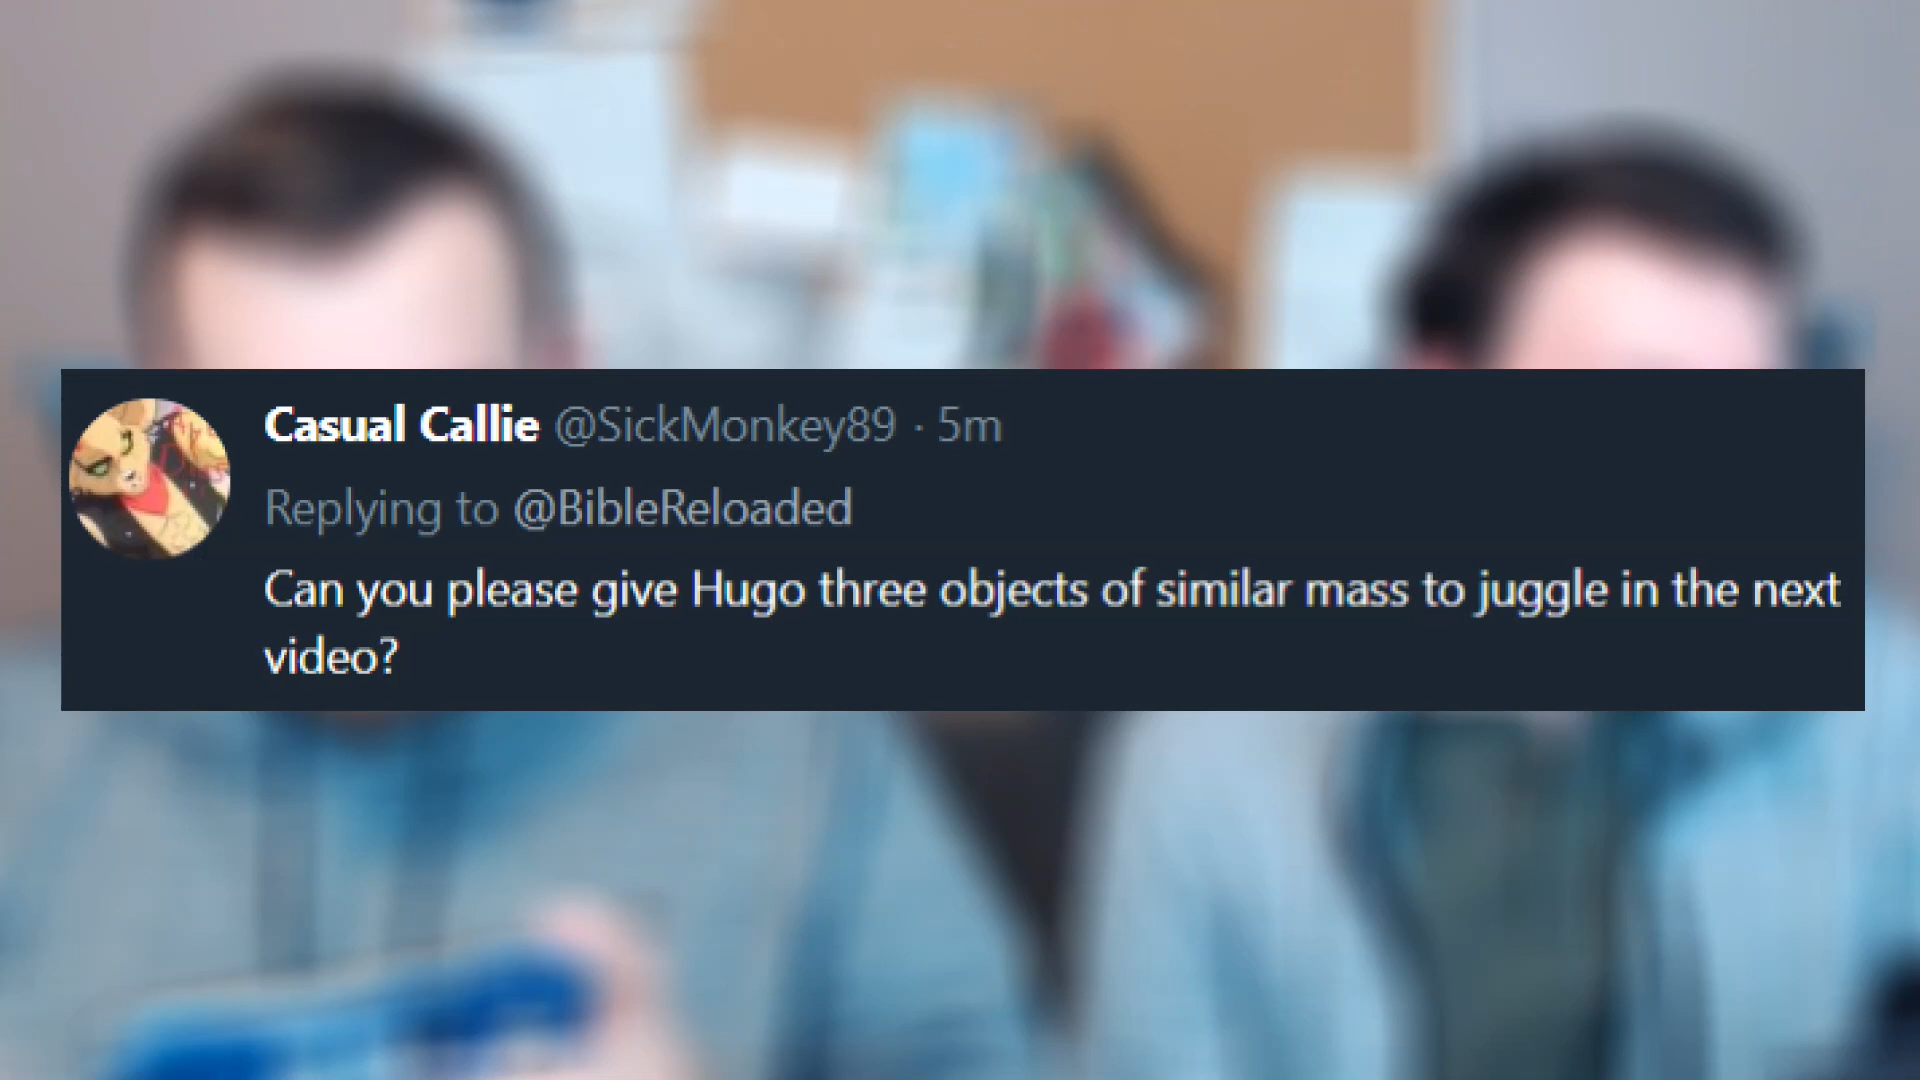 Casual Callie @SickMonkey89 · 5m
Replying to @BibleReloaded
Can you please give Hugo three objects of similar mass to juggle in the next
video?